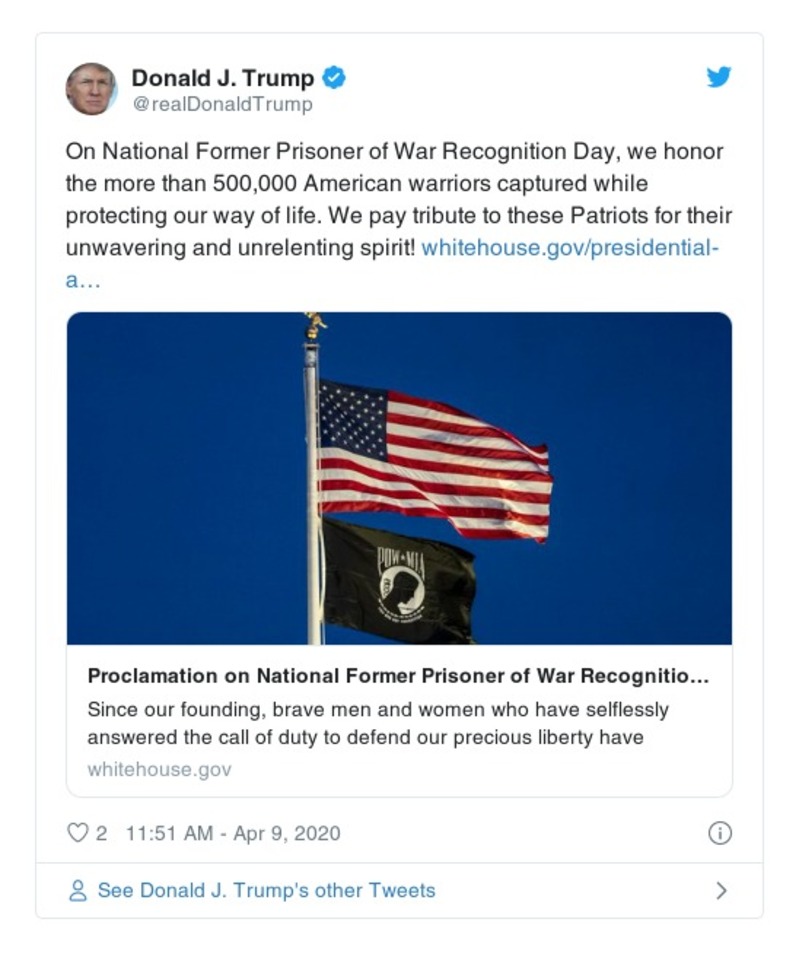 Donald J. Trump
@realDonaldTrump
On National Former Prisoner of War Recognition Day, we honor
the more than 500,000 American warriors captured while
protecting our way of life. We pay tribute to these Patriots for their
unwavering and unrelenting spirit! whitehouse.gov/presidential-
a…
POW★MIA
Proclamation on National Former Prisoner of War Recognitio...
Since our founding, brave men and women who have selflessly
answered the call of duty to defend our precious liberty have
whitehouse.gov
2 11:51 AM - Apr 9, 2020
See Donald J. Trump's other Tweets